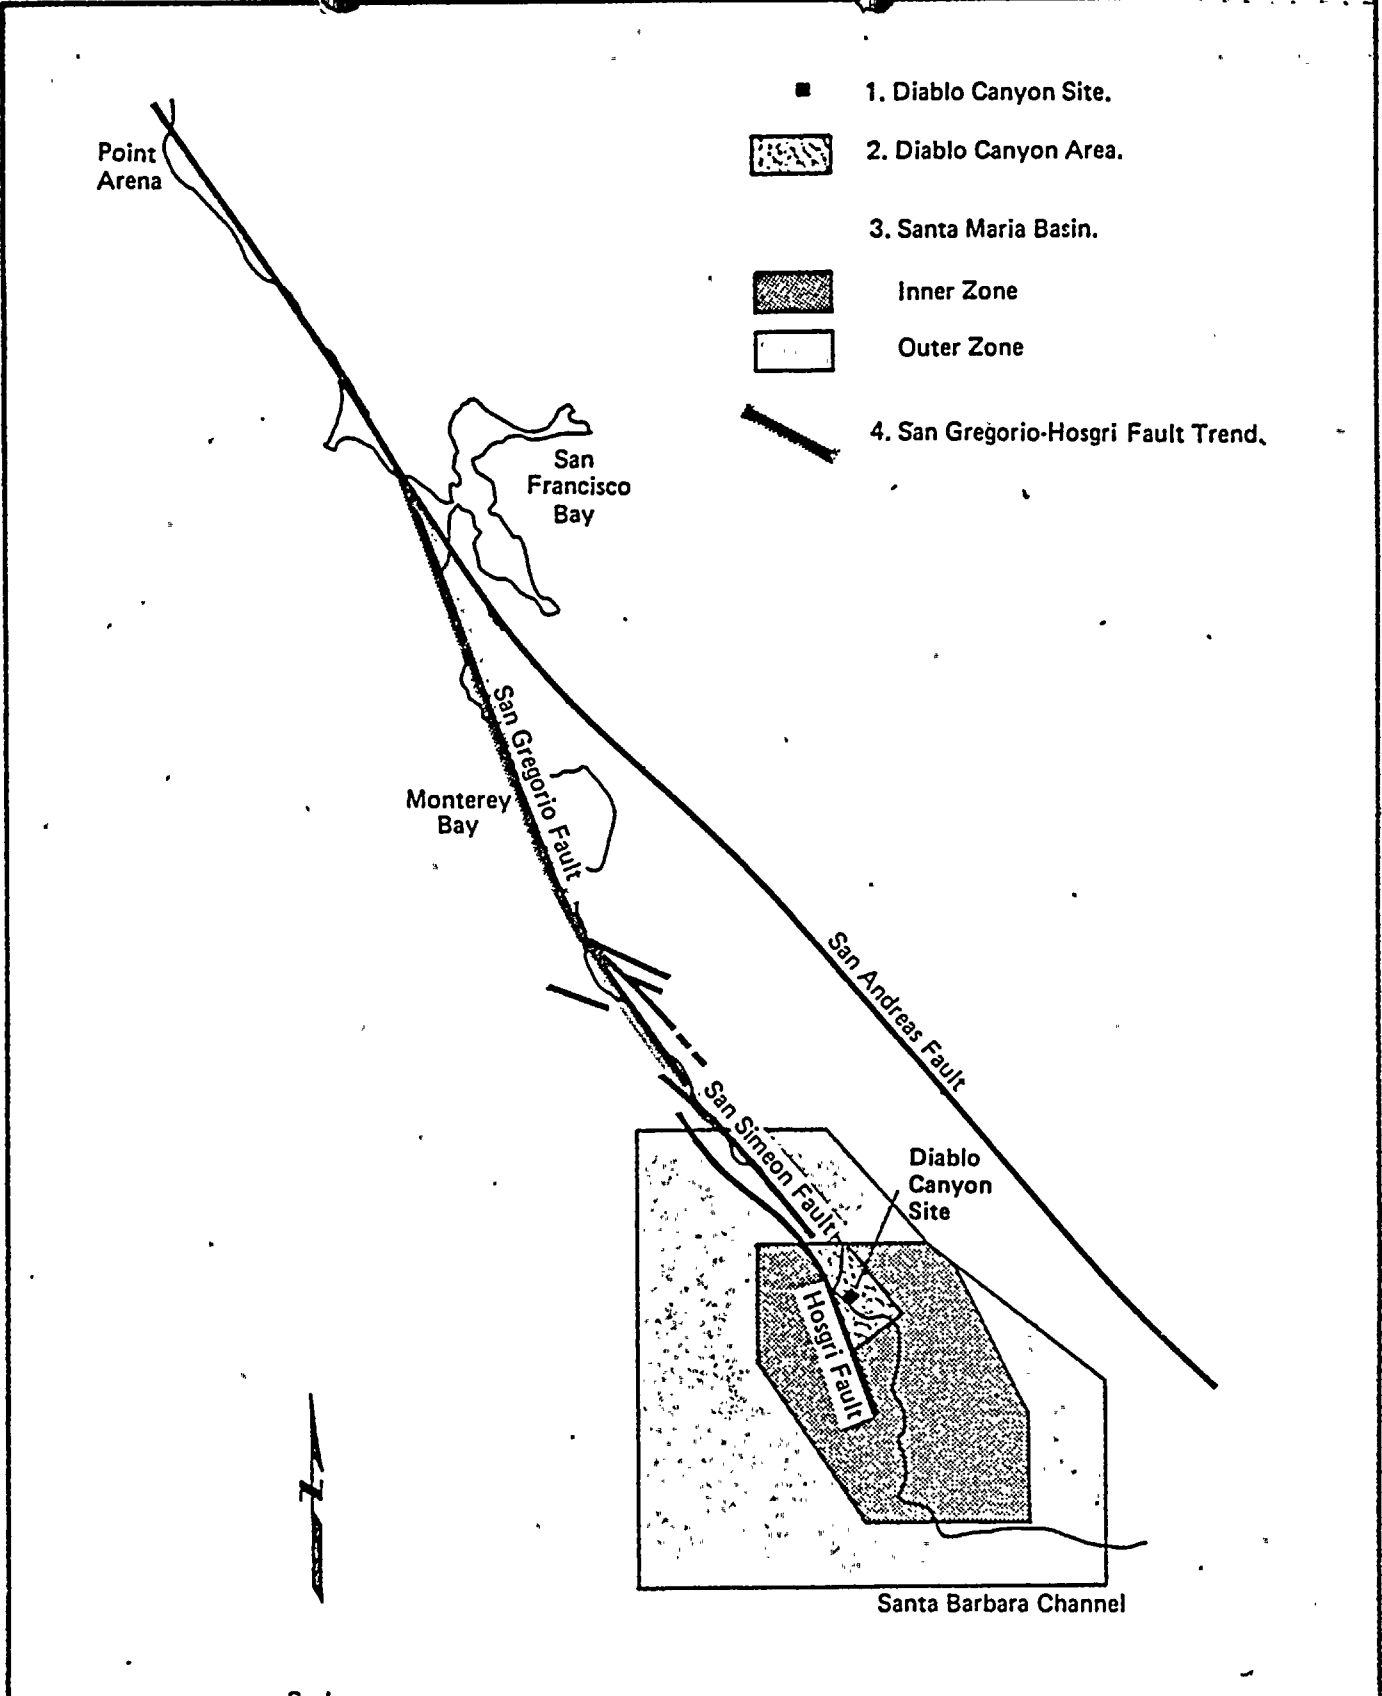 1. Diablo Canyon Site.
2. Diablo Canyon Area.
3. Santa Maria Basin.
Inner Zone
Outer Zone
4. San Gregorio-Hosgri Fault Trend.
Point
Arena
San
Francisco
Bay
San Gregorio Fault
Monterey
Bay
San Andreas Fault
San Simeon Fault
Diablo
Canyon
Site
Hosgri Fault
Z
Santa Barbara Channel